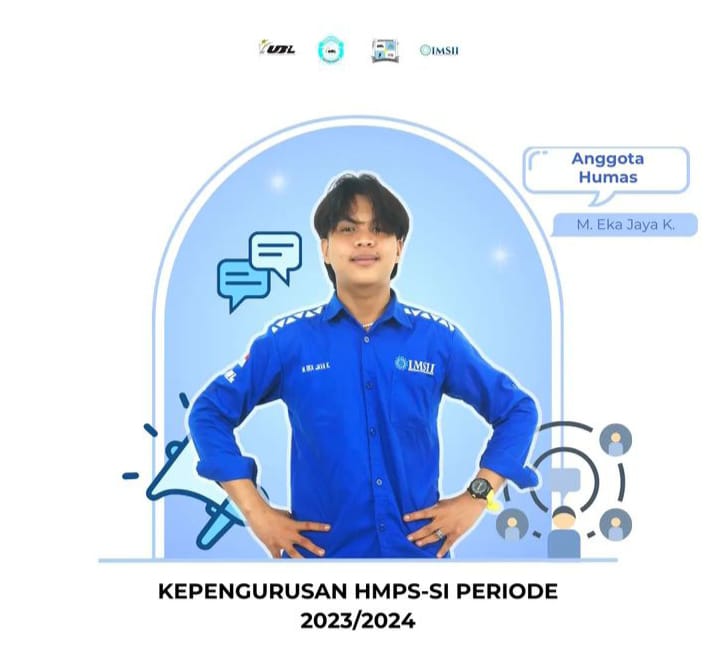 UBL
IMSII
Anggota
Humas
M. Eka Jaya K.
M. EKA JAYA K.
IMSII
KEPENGURUSAN HMPS-SI PERIODE
2023/2024